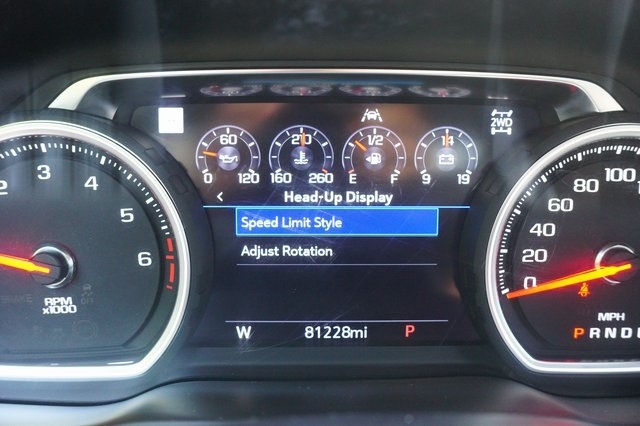 60 210 1/2 14 2WD
0 120 160 260 E F 9 19
< Head-Up Display
Speed Limit Style
Adjust Rotation
W 81228mi P
2 3 4 5 6
RPM
x1000
100
80
60
40
20
0
MPH
PRND